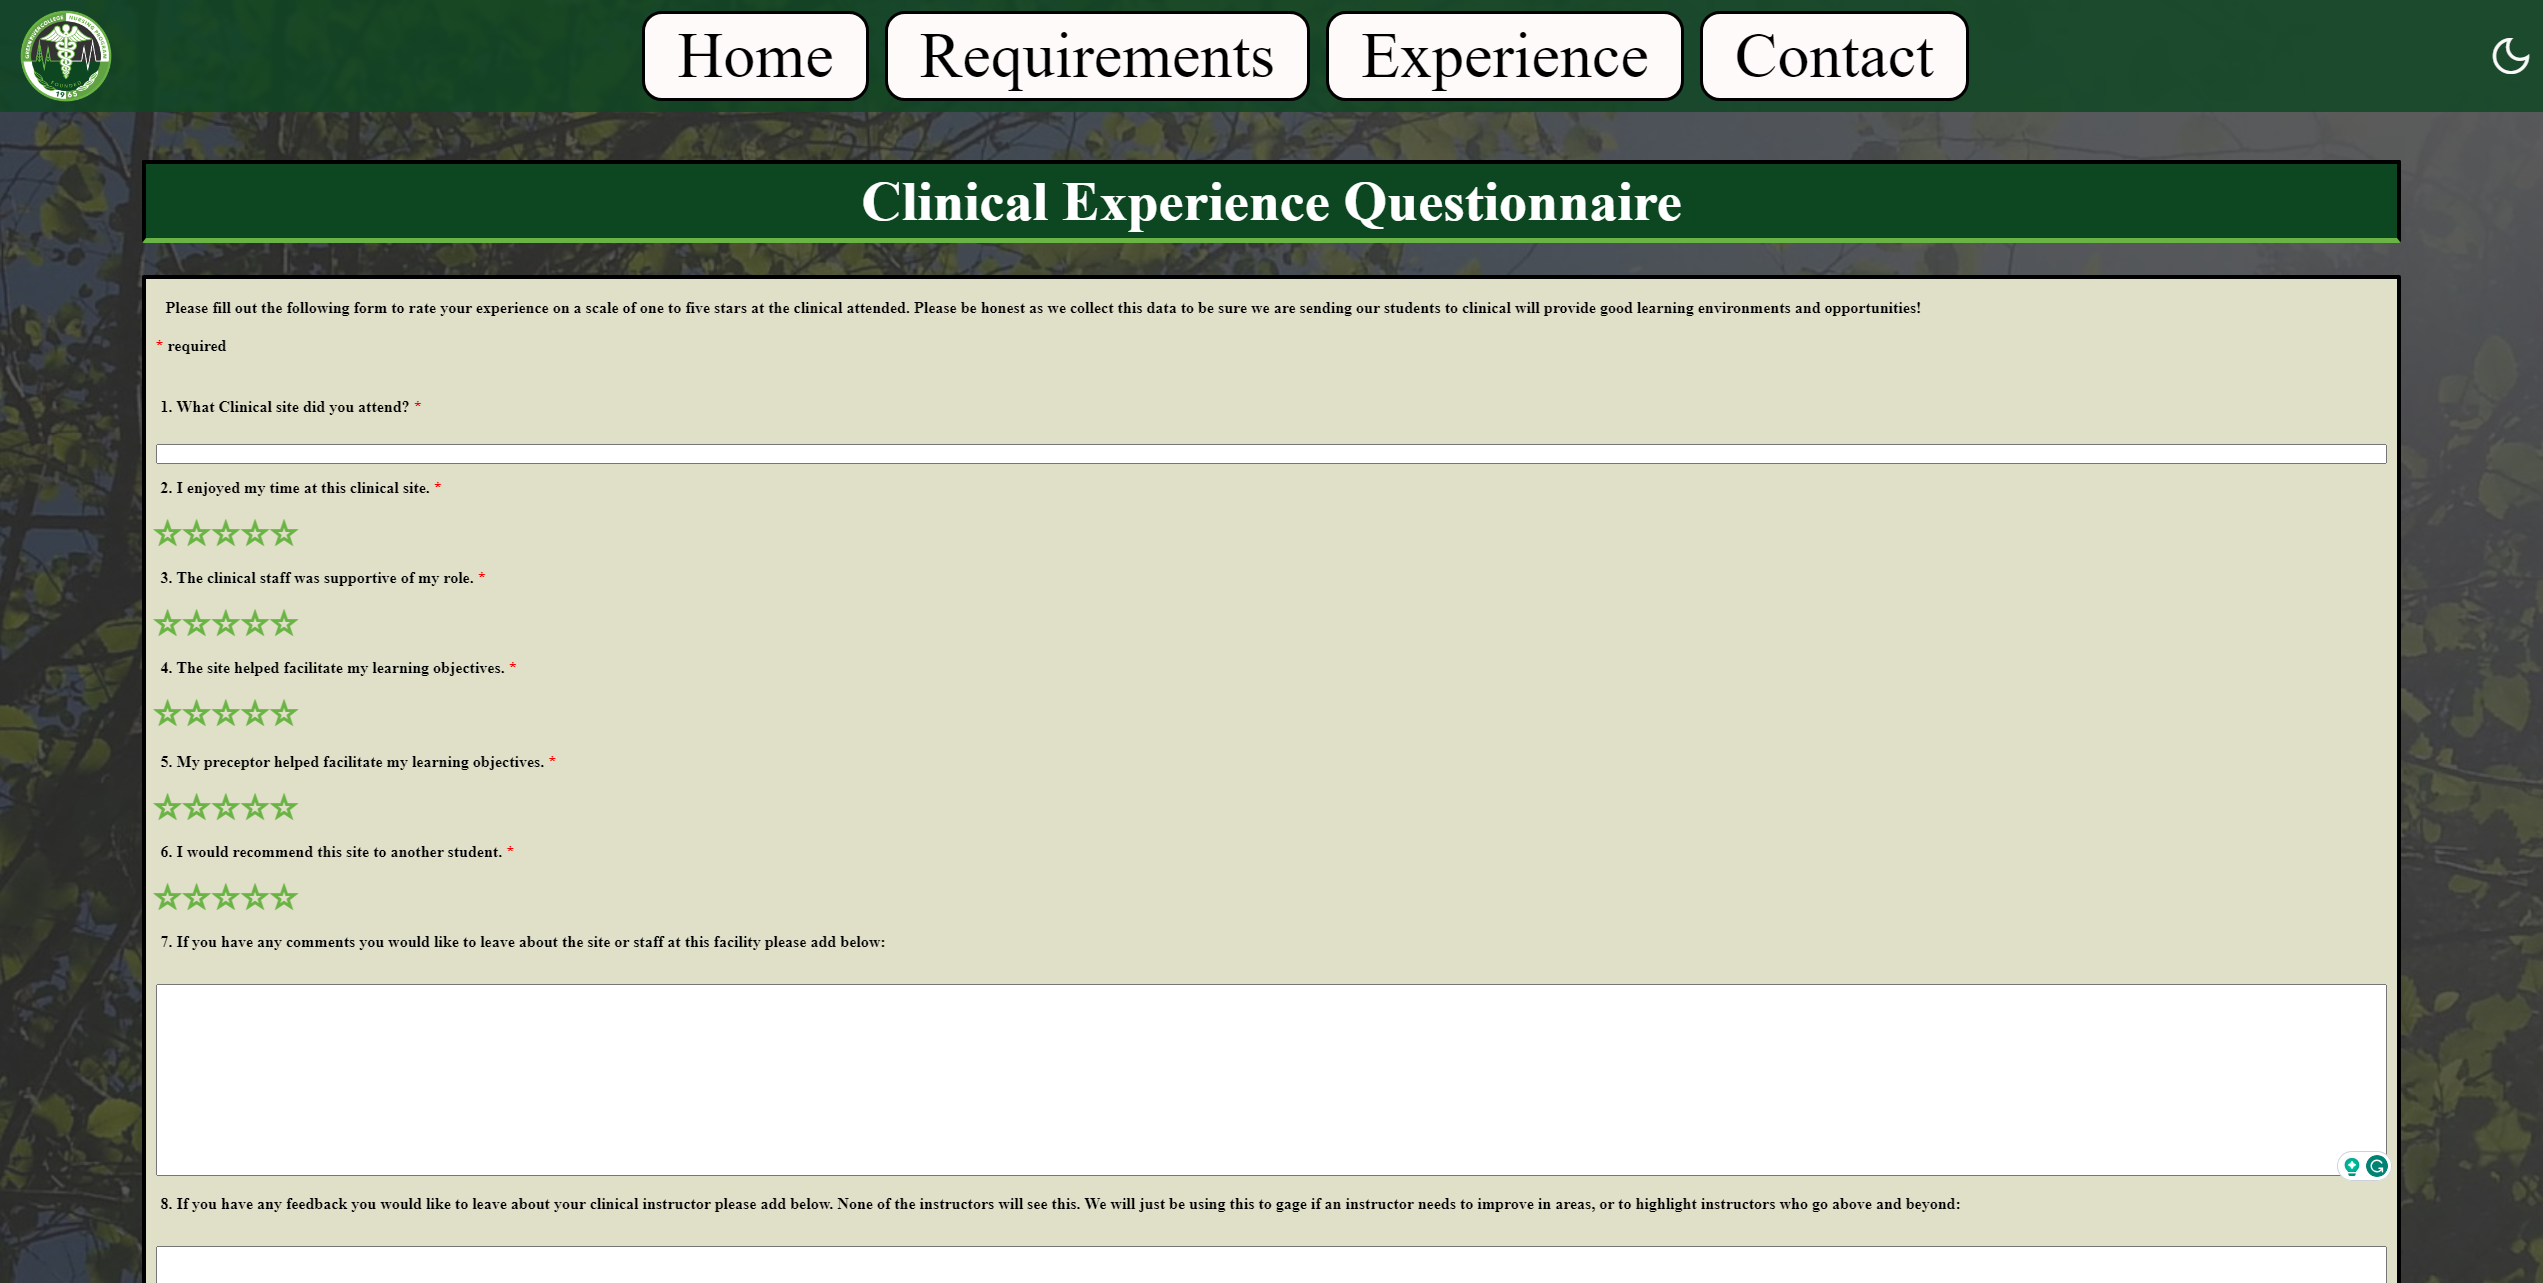 GREEN RIVER COLLEGE NURSING PROGRAM
FOUNDED
1965
Home
Requirements
Experience
Contact
Clinical Experience Questionnaire
Please fill out the following form to rate your experience on a scale of one to five stars at the clinical attended. Please be honest as we collect this data to be sure we are sending our students to clinical will provide good learning environments and opportunities!
* required
1. What Clinical site did you attend? *
2. I enjoyed my time at this clinical site. *
3. The clinical staff was supportive of my role. *
4. The site helped facilitate my learning objectives. *
5. My preceptor helped facilitate my learning objectives. *
6. I would recommend this site to another student. *
7. If you have any comments you would like to leave about the site or staff at this facility please add below:
8. If you have any feedback you would like to leave about your clinical instructor please add below. None of the instructors will see this. We will just be using this to gage if an instructor needs to improve in areas, or to highlight instructors who go above and beyond: